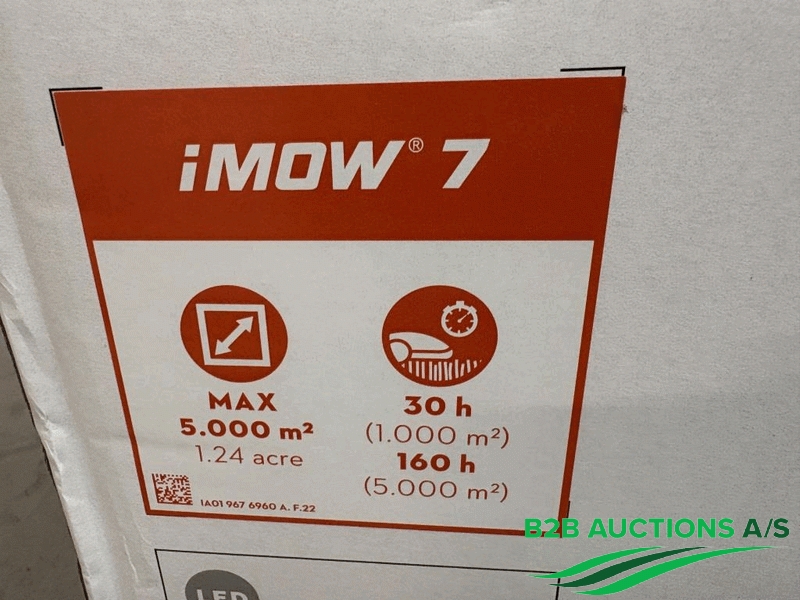 iMOW® 7
MAX
5.000 m²
1.24 acre
30 h
(1.000 m²)
160 h
(5.000 m²)
IA01 967 6960 A. F.22
LED
B2B AUCTIONS A/S